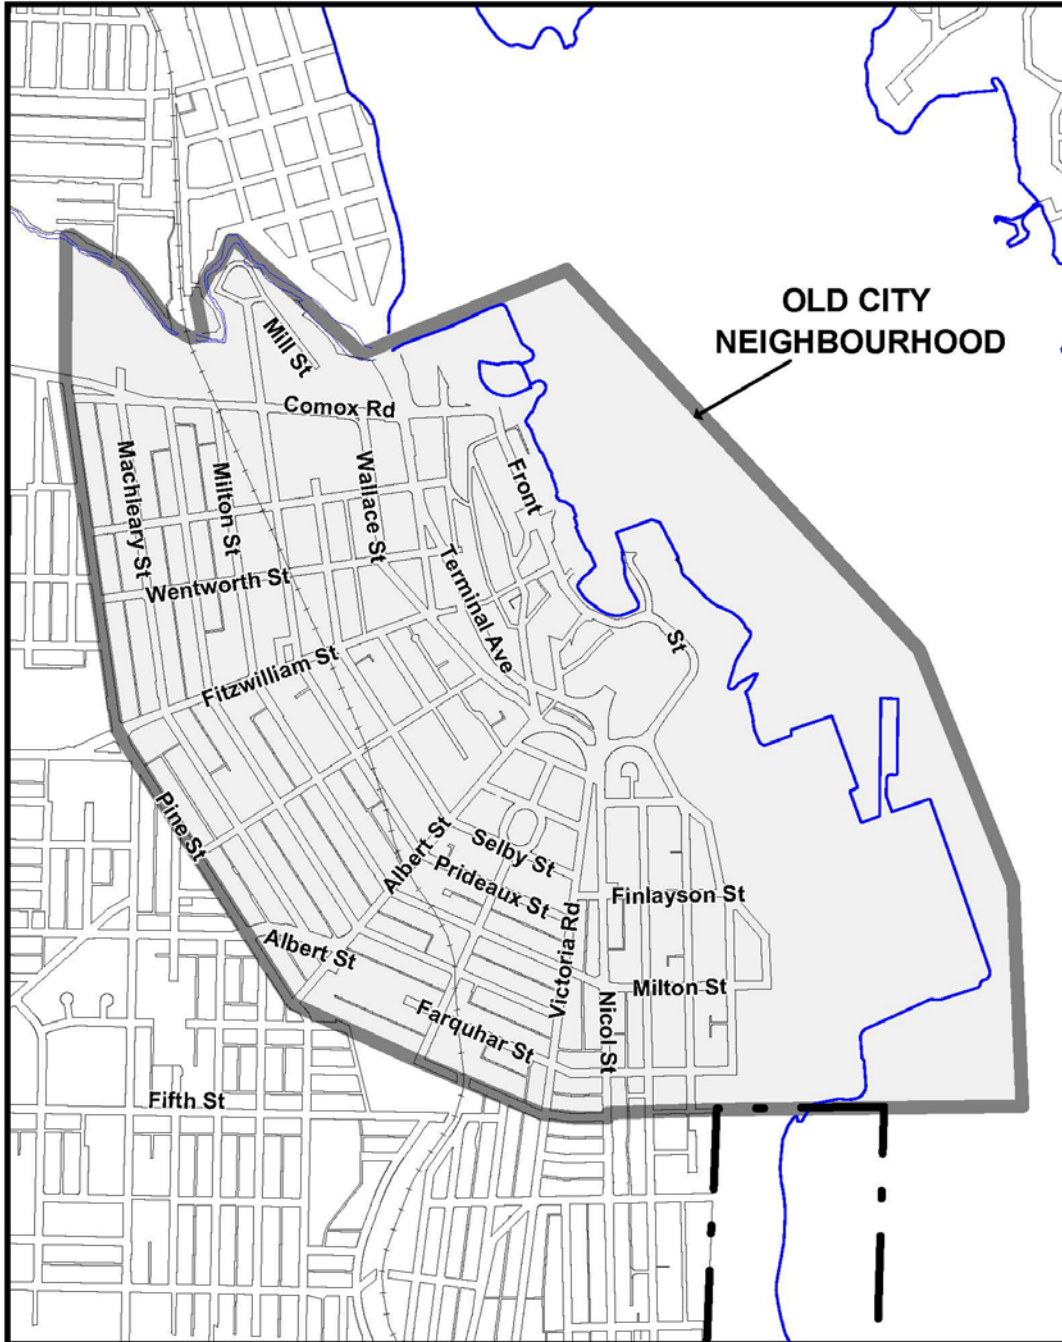 OLD CITY
NEIGHBOURHOOD
Mill St
Comox Rd
Machleary St
Milton St
Wallace St
Front
Wentworth St
Terminal Ave
St
Fitzwilliam St
Pine St
Albert St
Selby St
Prideaux St
Finlayson St
Victoria Rd
Albert St
Milton St
Nicol St
Farquhar St
Fifth St